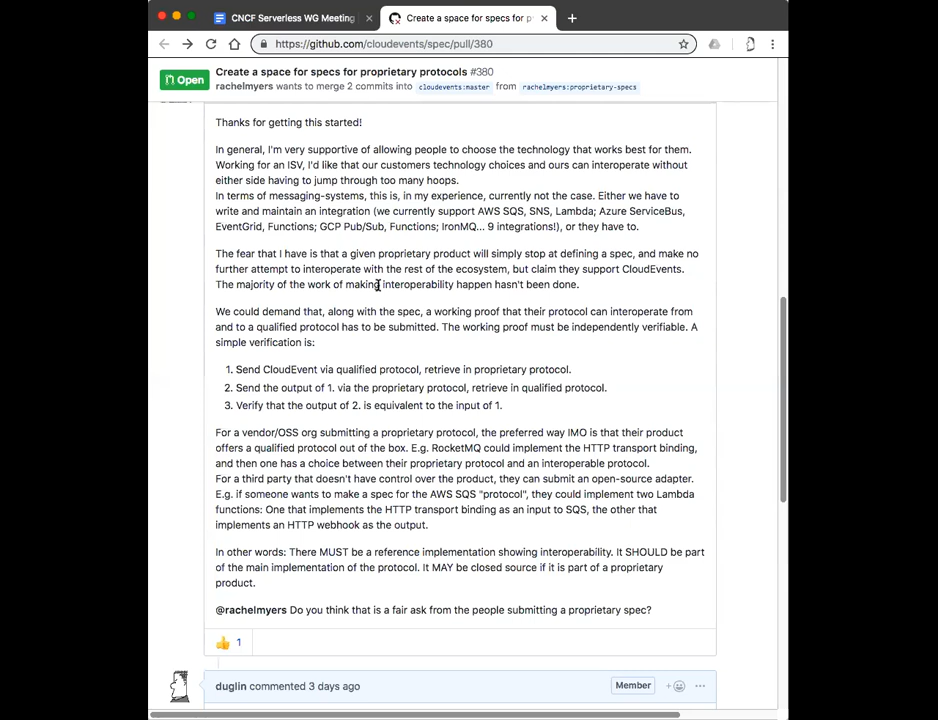 CNCF Serverless WG Meeting
Create a space for specs for p
https://github.com/cloudevents/spec/pull/380
Open
Create a space for specs for proprietary protocols #380
rachelmyers wants to merge 2 commits into cloudevents:master from rachelmyers:proprietary-specs
Thanks for getting this started!
In general, I'm very supportive of allowing people to choose the technology that works best for them.
Working for an ISV, I'd like that our customers technology choices and ours can interoperate without
either side having to jump through too many hoops.
In terms of messaging-systems, this is, in my experience, currently not the case. Either we have to
write and maintain an integration (we currently support AWS SQS, SNS, Lambda; Azure ServiceBus,
EventGrid, Functions; GCP Pub/Sub, Functions; IronMQ... 9 integrations!), or they have to.
The fear that I have is that a given proprietary product will simply stop at defining a spec, and make no
further attempt to interoperate with the rest of the ecosystem, but claim they support CloudEvents.
The majority of the work of making interoperability happen hasn't been done.
We could demand that, along with the spec, a working proof that their protocol can interoperate from
and to a qualified protocol has to be submitted. The working proof must be independently verifiable. A
simple verification is:
1. Send CloudEvent via qualified protocol, retrieve in proprietary protocol.
2. Send the output of 1. via the proprietary protocol, retrieve in qualified protocol.
3. Verify that the output of 2. is equivalent to the input of 1.
For a vendor/OSS org submitting a proprietary protocol, the preferred way IMO is that their product
offers a qualified protocol out of the box. E.g. RocketMQ could implement the HTTP transport binding,
and then one has a choice between their proprietary protocol and an interoperable protocol.
For a third party that doesn't have control over the product, they can submit an open-source adapter.
E.g. if someone wants to make a spec for the AWS SQS "protocol", they could implement two Lambda
functions: One that implements the HTTP transport binding as an input to SQS, the other that
implements an HTTP webhook as the output.
In other words: There MUST be a reference implementation showing interoperability. It SHOULD be part
of the main implementation of the protocol. It MAY be closed source if it is part of a proprietary
product.
@rachelmyers Do you think that is a fair ask from the people submitting a proprietary spec?
1
duglin commented 3 days ago
Member